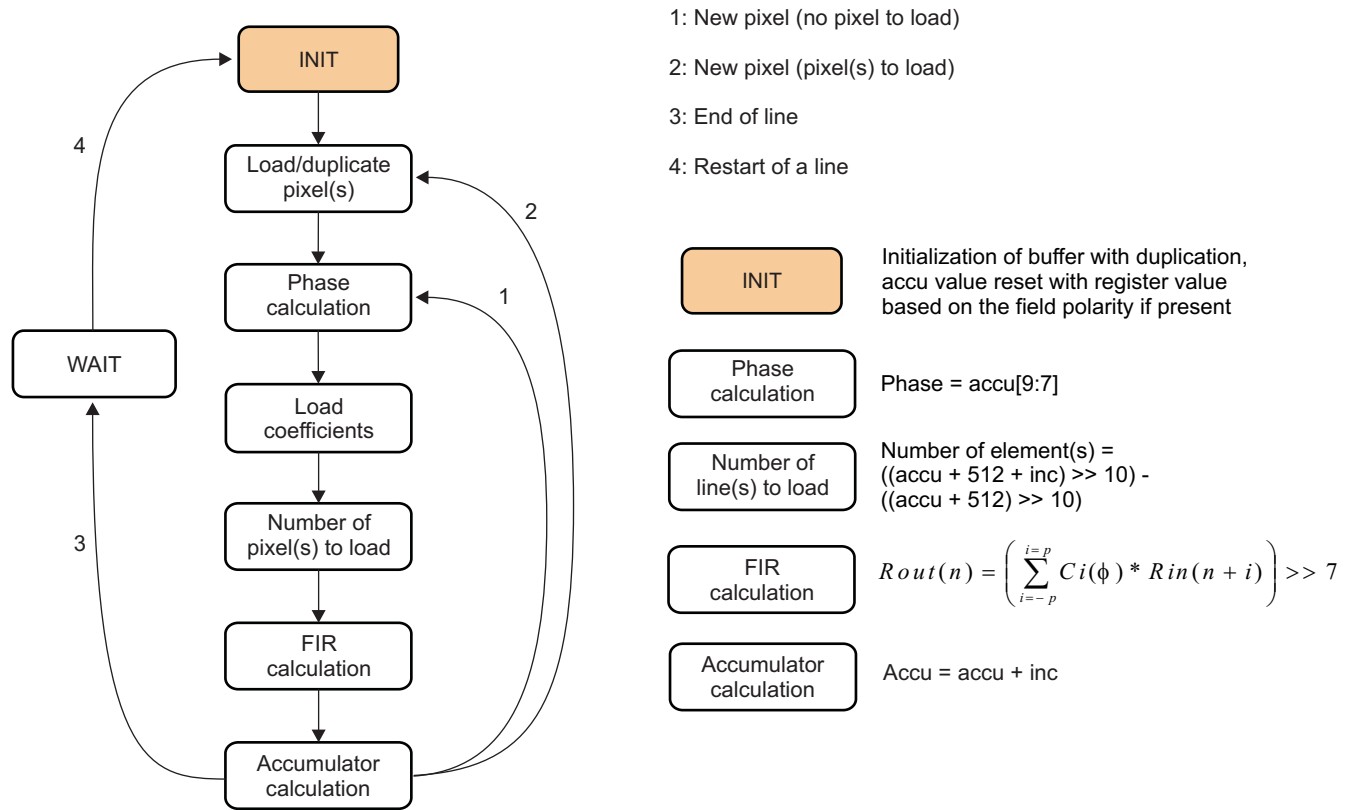 INIT
Load/duplicate
pixel(s)
Phase
calculation
Load
coefficients
Number of
pixel(s) to load
FIR
calculation
Accumulator
calculation
WAIT
4
2
1
3
1: New pixel (no pixel to load)
2: New pixel (pixel(s) to load)
3: End of line
4: Restart of a line
INIT
Initialization of buffer with duplication,
accu value reset with register value
based on the field polarity if present
Phase
calculation
Phase = accu[9:7]
Number of
line(s) to load
Number of element(s) =
((accu + 512 + inc) >> 10) -
((accu + 512) >> 10)
FIR
calculation
Rout(n) = ( ∑_{i=-p}^{i=p} Ci(ϕ) * Rin(n + i) ) >> 7
Accumulator
calculation
Accu = accu + inc